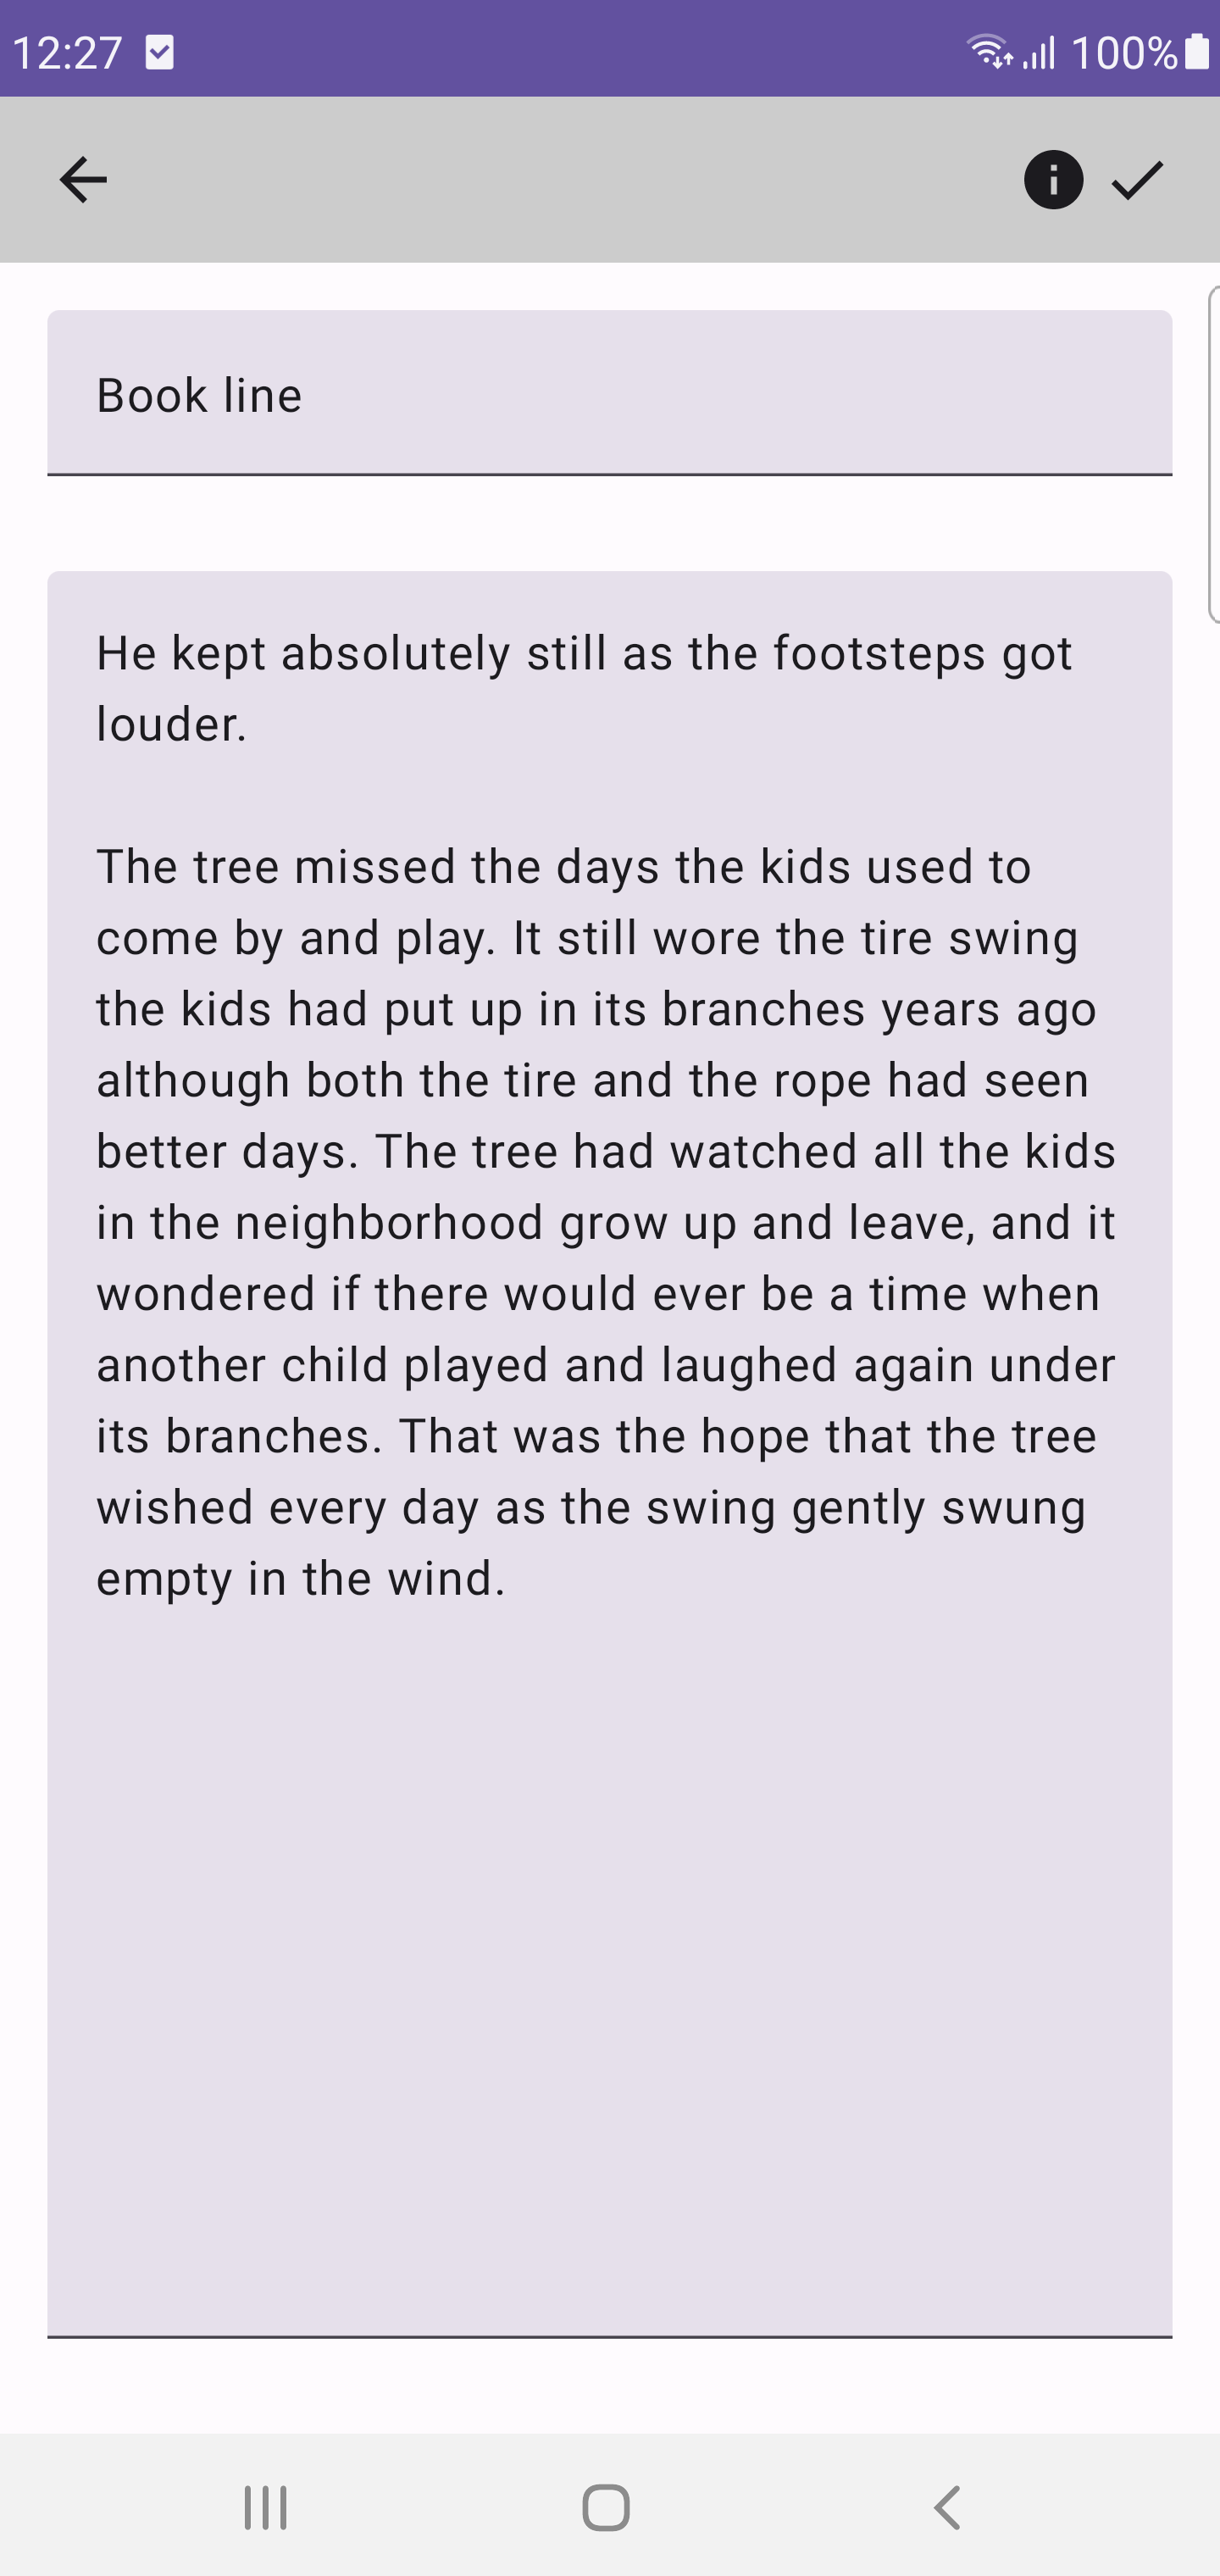 12:27
100%
Book line
He kept absolutely still as the footsteps got
louder.
The tree missed the days the kids used to
come by and play. It still wore the tire swing
the kids had put up in its branches years ago
although both the tire and the rope had seen
better days. The tree had watched all the kids
in the neighborhood grow up and leave, and it
wondered if there would ever be a time when
another child played and laughed again under
its branches. That was the hope that the tree
wished every day as the swing gently swung
empty in the wind.